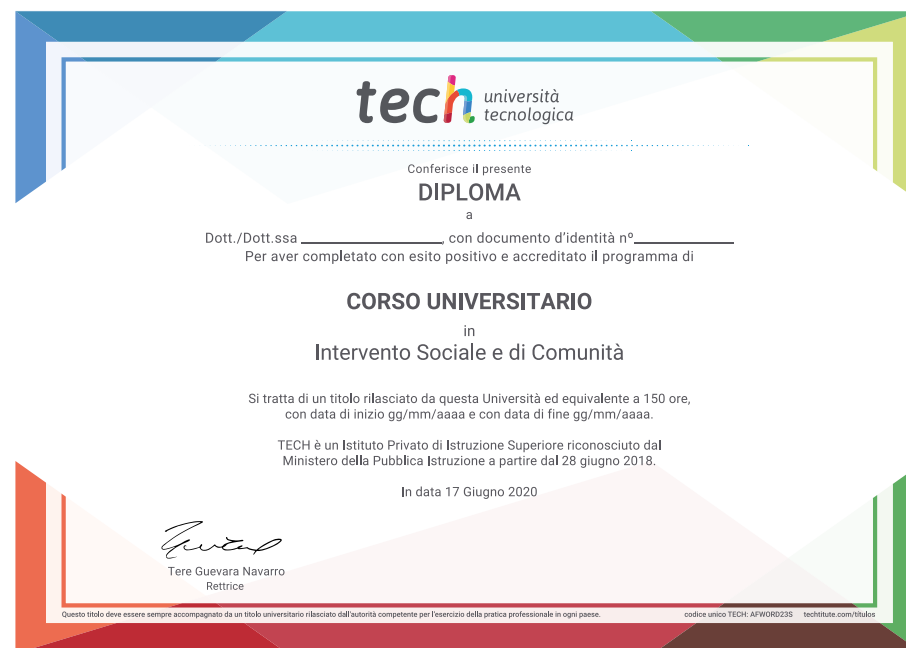 tech università
tecnologica
Conferisce il presente
DIPLOMA
a
Dott./Dott.ssa ____________________, con documento d'identità nº______________
Per aver completato con esito positivo e accreditato il programma di
CORSO UNIVERSITARIO
in
Intervento Sociale e di Comunità
Si tratta di un titolo rilasciato da questa Università ed equivalente a 150 ore,
con data di inizio gg/mm/aaaa e con data di fine gg/mm/aaaa.
TECH è un Istituto Privato di Istruzione Superiore riconosciuto dal
Ministero della Pubblica Istruzione a partire dal 28 giugno 2018.
In data 17 Giugno 2020
Tere Guevara Navarro
Rettrice
Questo titolo deve essere sempre accompagnato da un titolo universitario rilasciato dall'autorità competente per l'esercizio della pratica professionale in ogni paese. codice unico TECH: AFWORD23S techtitute.com/títulos